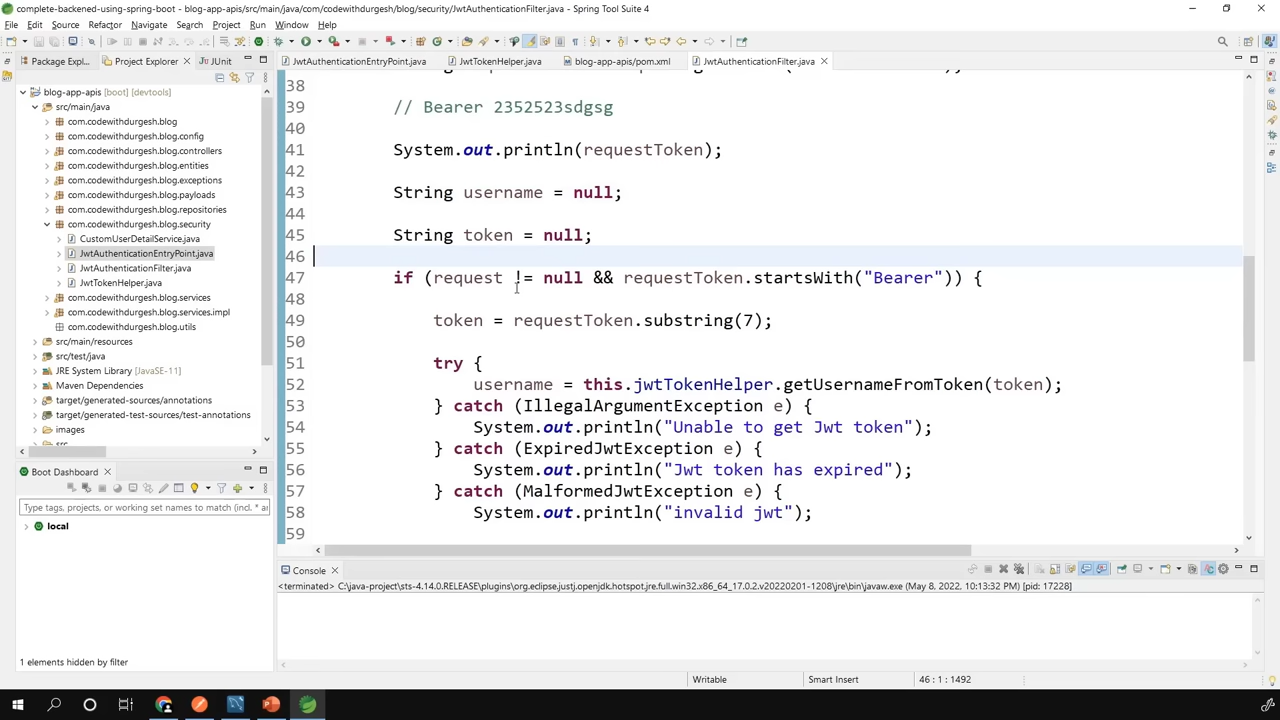 complete-backened-using-spring-boot - blog-app-apis/src/main/java/com/codewithdurgesh/blog/security/JwtAuthenticationFilter.java - Spring Tool Suite 4
File Edit Source Refactor Navigate Search Project Run Window Help
Package Expl... Project Explorer JUnit
JwtAuthenticationEntryPoint.java JwtTokenHelper.java blog-app-apis/pom.xml JwtAuthenticationFilter.java
blog-app-apis [boot] [devtools]
src/main/java
com.codewithdurgesh.blog
com.codewithdurgesh.blog.config
com.codewithdurgesh.blog.controllers
com.codewithdurgesh.blog.entities
com.codewithdurgesh.blog.exceptions
com.codewithdurgesh.blog.payloads
com.codewithdurgesh.blog.repositories
com.codewithdurgesh.blog.security
CustomUserDetailService.java
JwtAuthenticationEntryPoint.java
JwtAuthenticationFilter.java
JwtTokenHelper.java
com.codewithdurgesh.blog.services
com.codewithdurgesh.blog.services.impl
com.codewithdurgesh.blog.utils
src/main/resources
src/test/java
JRE System Library [JavaSE-11]
Maven Dependencies
target/generated-sources/annotations
target/generated-test-sources/test-annotations
images
src
38
39 // Bearer 2352523sdgsg
40
41 System.out.println(requestToken);
42
43 String username = null;
44
45 String token = null;
46
47 if (request != null && requestToken.startsWith("Bearer")) {
48
49 token = requestToken.substring(7);
50
51 try {
52 username = this.jwtTokenHelper.getUsernameFromToken(token);
53 } catch (IllegalArgumentException e) {
54 System.out.println("Unable to get Jwt token");
55 } catch (ExpiredJwtException e) {
56 System.out.println("Jwt token has expired");
57 } catch (MalformedJwtException e) {
58 System.out.println("invalid jwt");
59
Boot Dashboard
Type tags, projects, or working set names to match (incl. * ar
local
1 elements hidden by filter
Console
<terminated> C:\java-project\sts-4.14.0.RELEASE\plugins\org.eclipse.justj.openjdk.hotspot.jre.full.win32.x86_64_17.0.2.v20220201-1208\jre\bin\javaw.exe (May 8, 2022, 10:13:32 PM) [pid: 17228]
Writable Smart Insert 46 : 1 : 1492